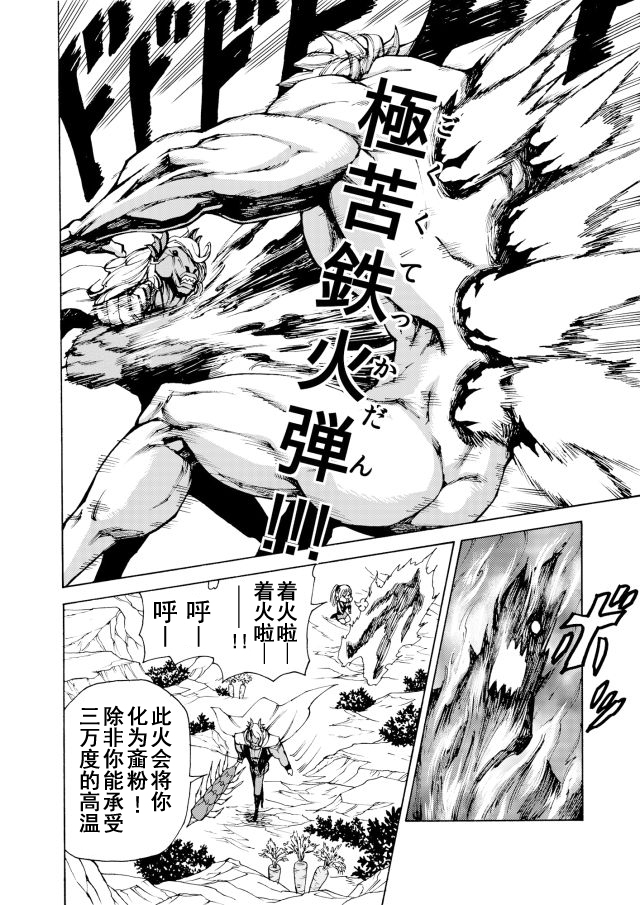 ドドドドド
極苦鉄火弾!!!!
ごくくてっかだん
ボッ
着火啦—
着火啦—
——!!
呼—
呼—
此火会将你
化为齑粉!
除非你能承受
三万度的高温